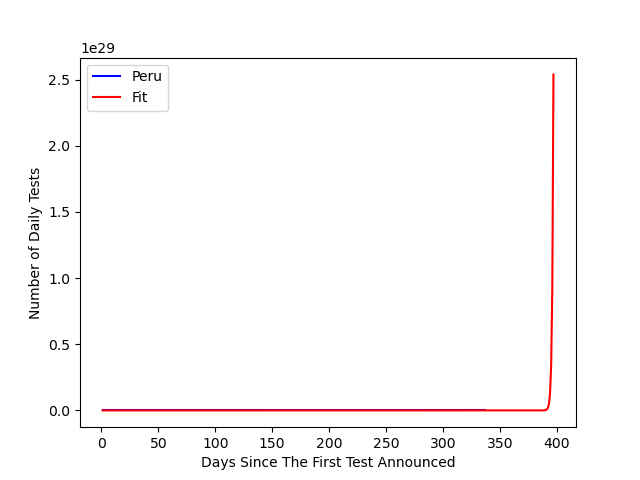 1e29
2.5
2.0
1.5
1.0
0.5
0.0
Number of Daily Tests
Peru
Fit
0 50 100 150 200 250 300 350 400
Days Since The First Test Announced